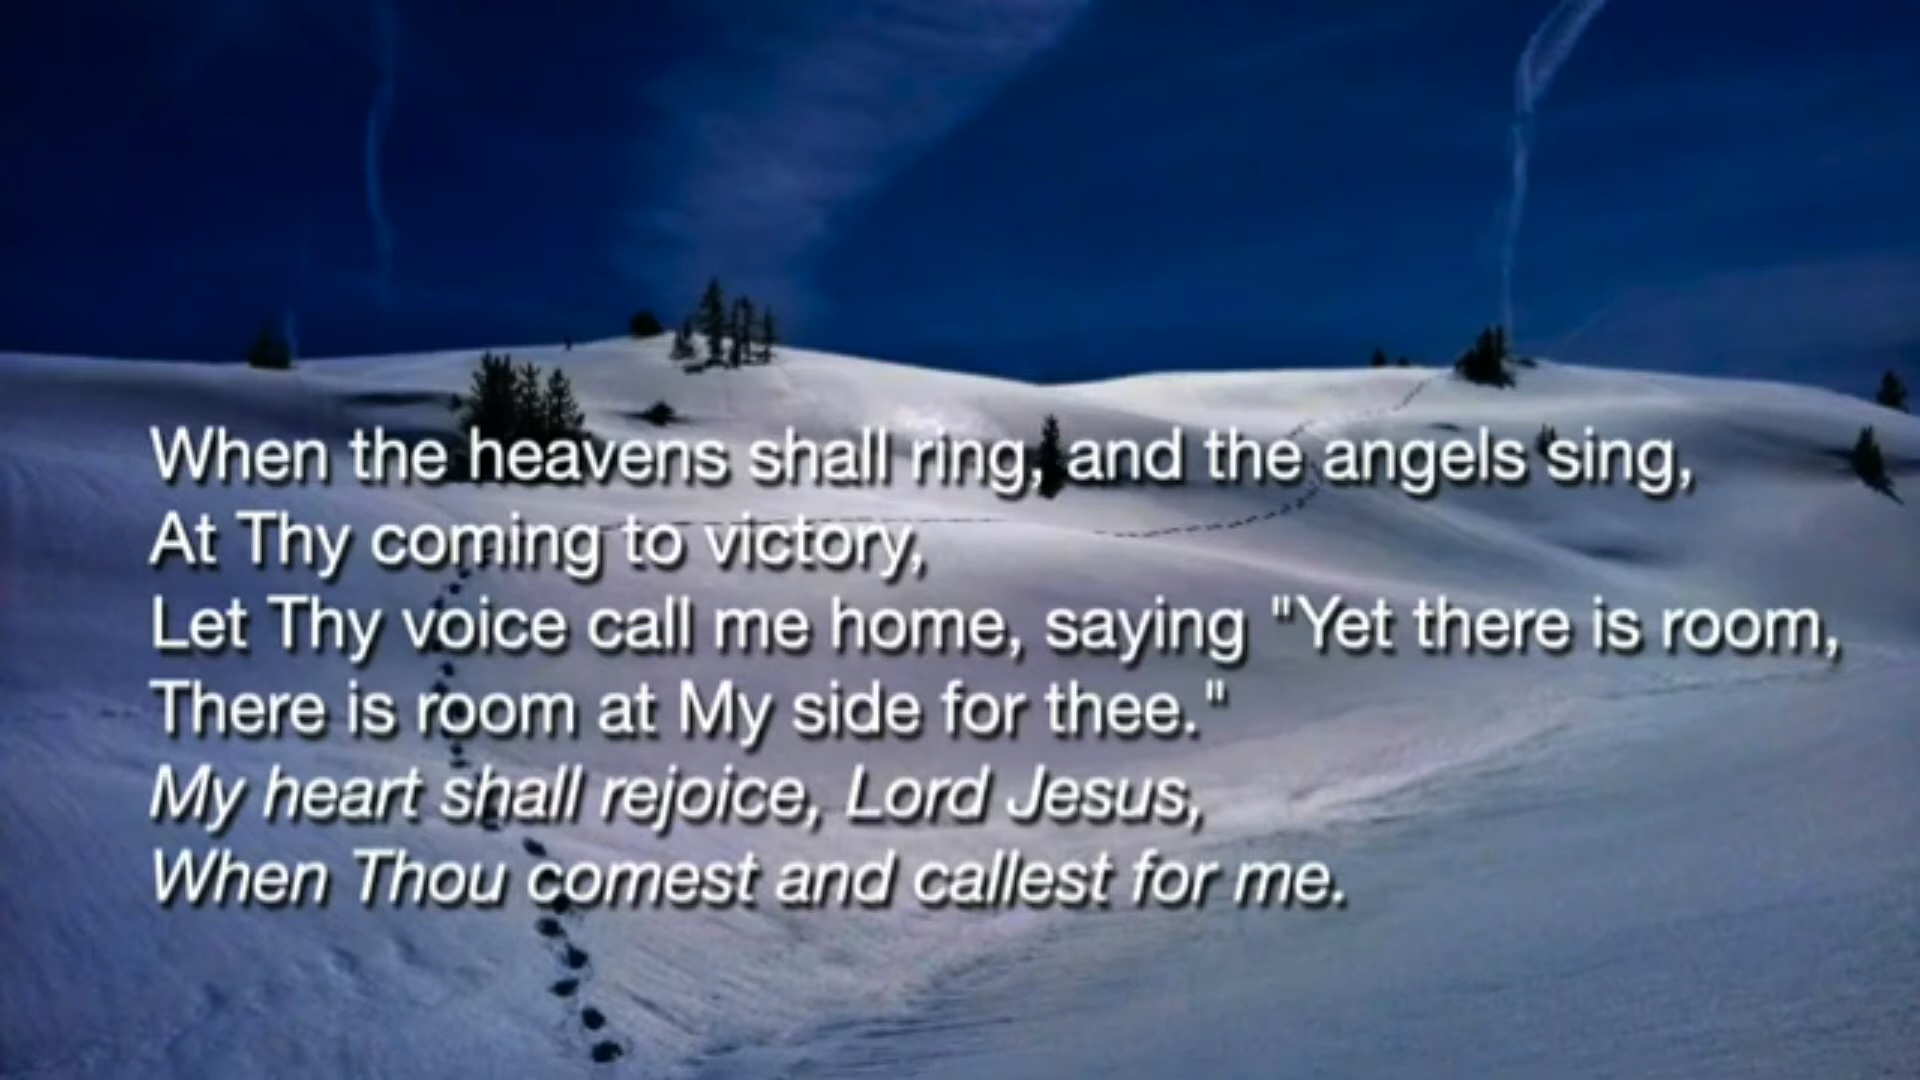 When the heavens shall ring, and the angels sing,
At Thy coming to victory,
Let Thy voice call me home, saying "Yet there is room,
There is room at My side for thee."
My heart shall rejoice, Lord Jesus,
When Thou comest and callest for me.